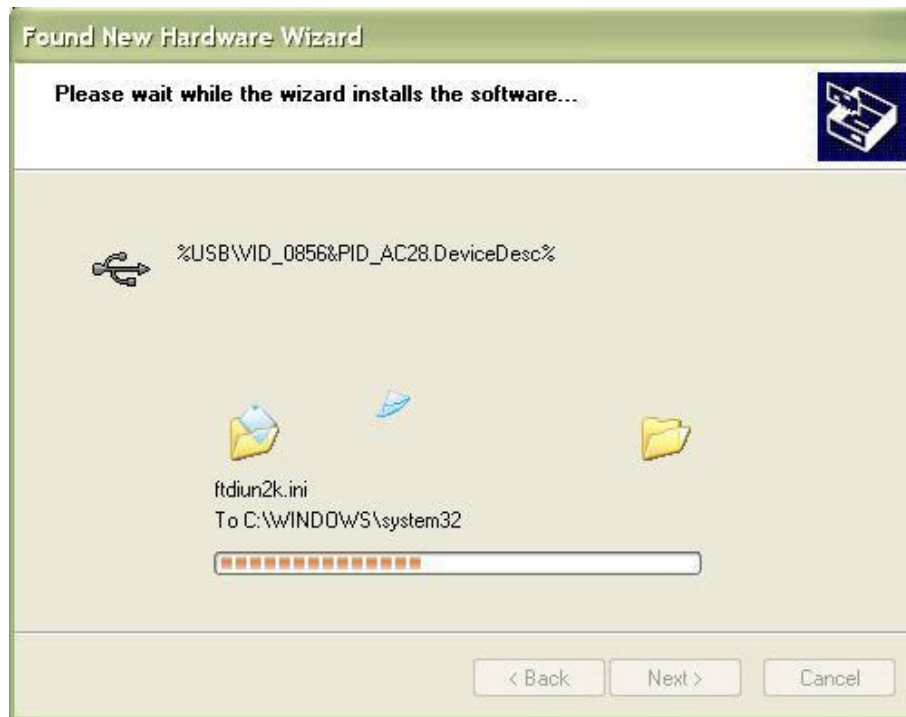 Found New Hardware Wizard
Please wait while the wizard installs the software...
%USB\VID_0856&PID_AC28.DeviceDesc%
ftdiun2k.ini
To C:\WINDOWS\system32
< Back Next > Cancel